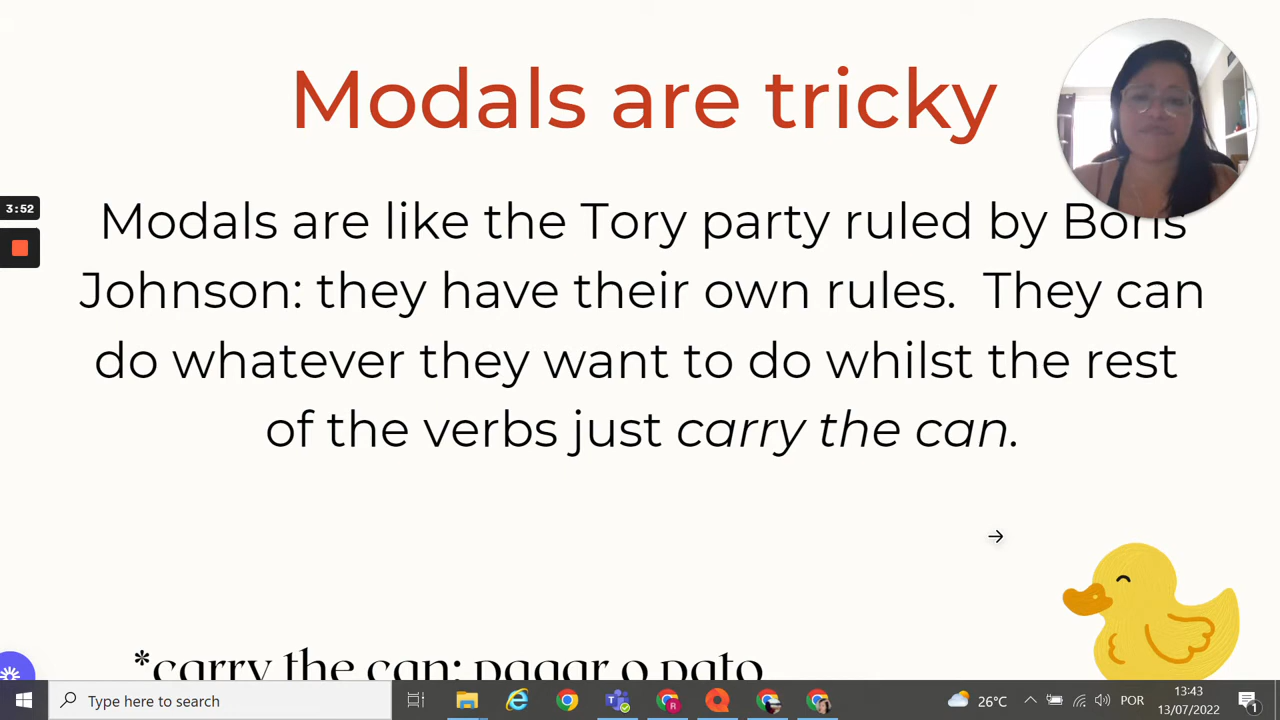 Modals are tricky
Modals are like the Tory party ruled by Boris
Johnson: they have their own rules. They can
do whatever they want to do whilst the rest
of the verbs just carry the can.
3:52
*carry the can: pagar o pato
Type here to search
26°C
POR
13:43
13/07/2022
1